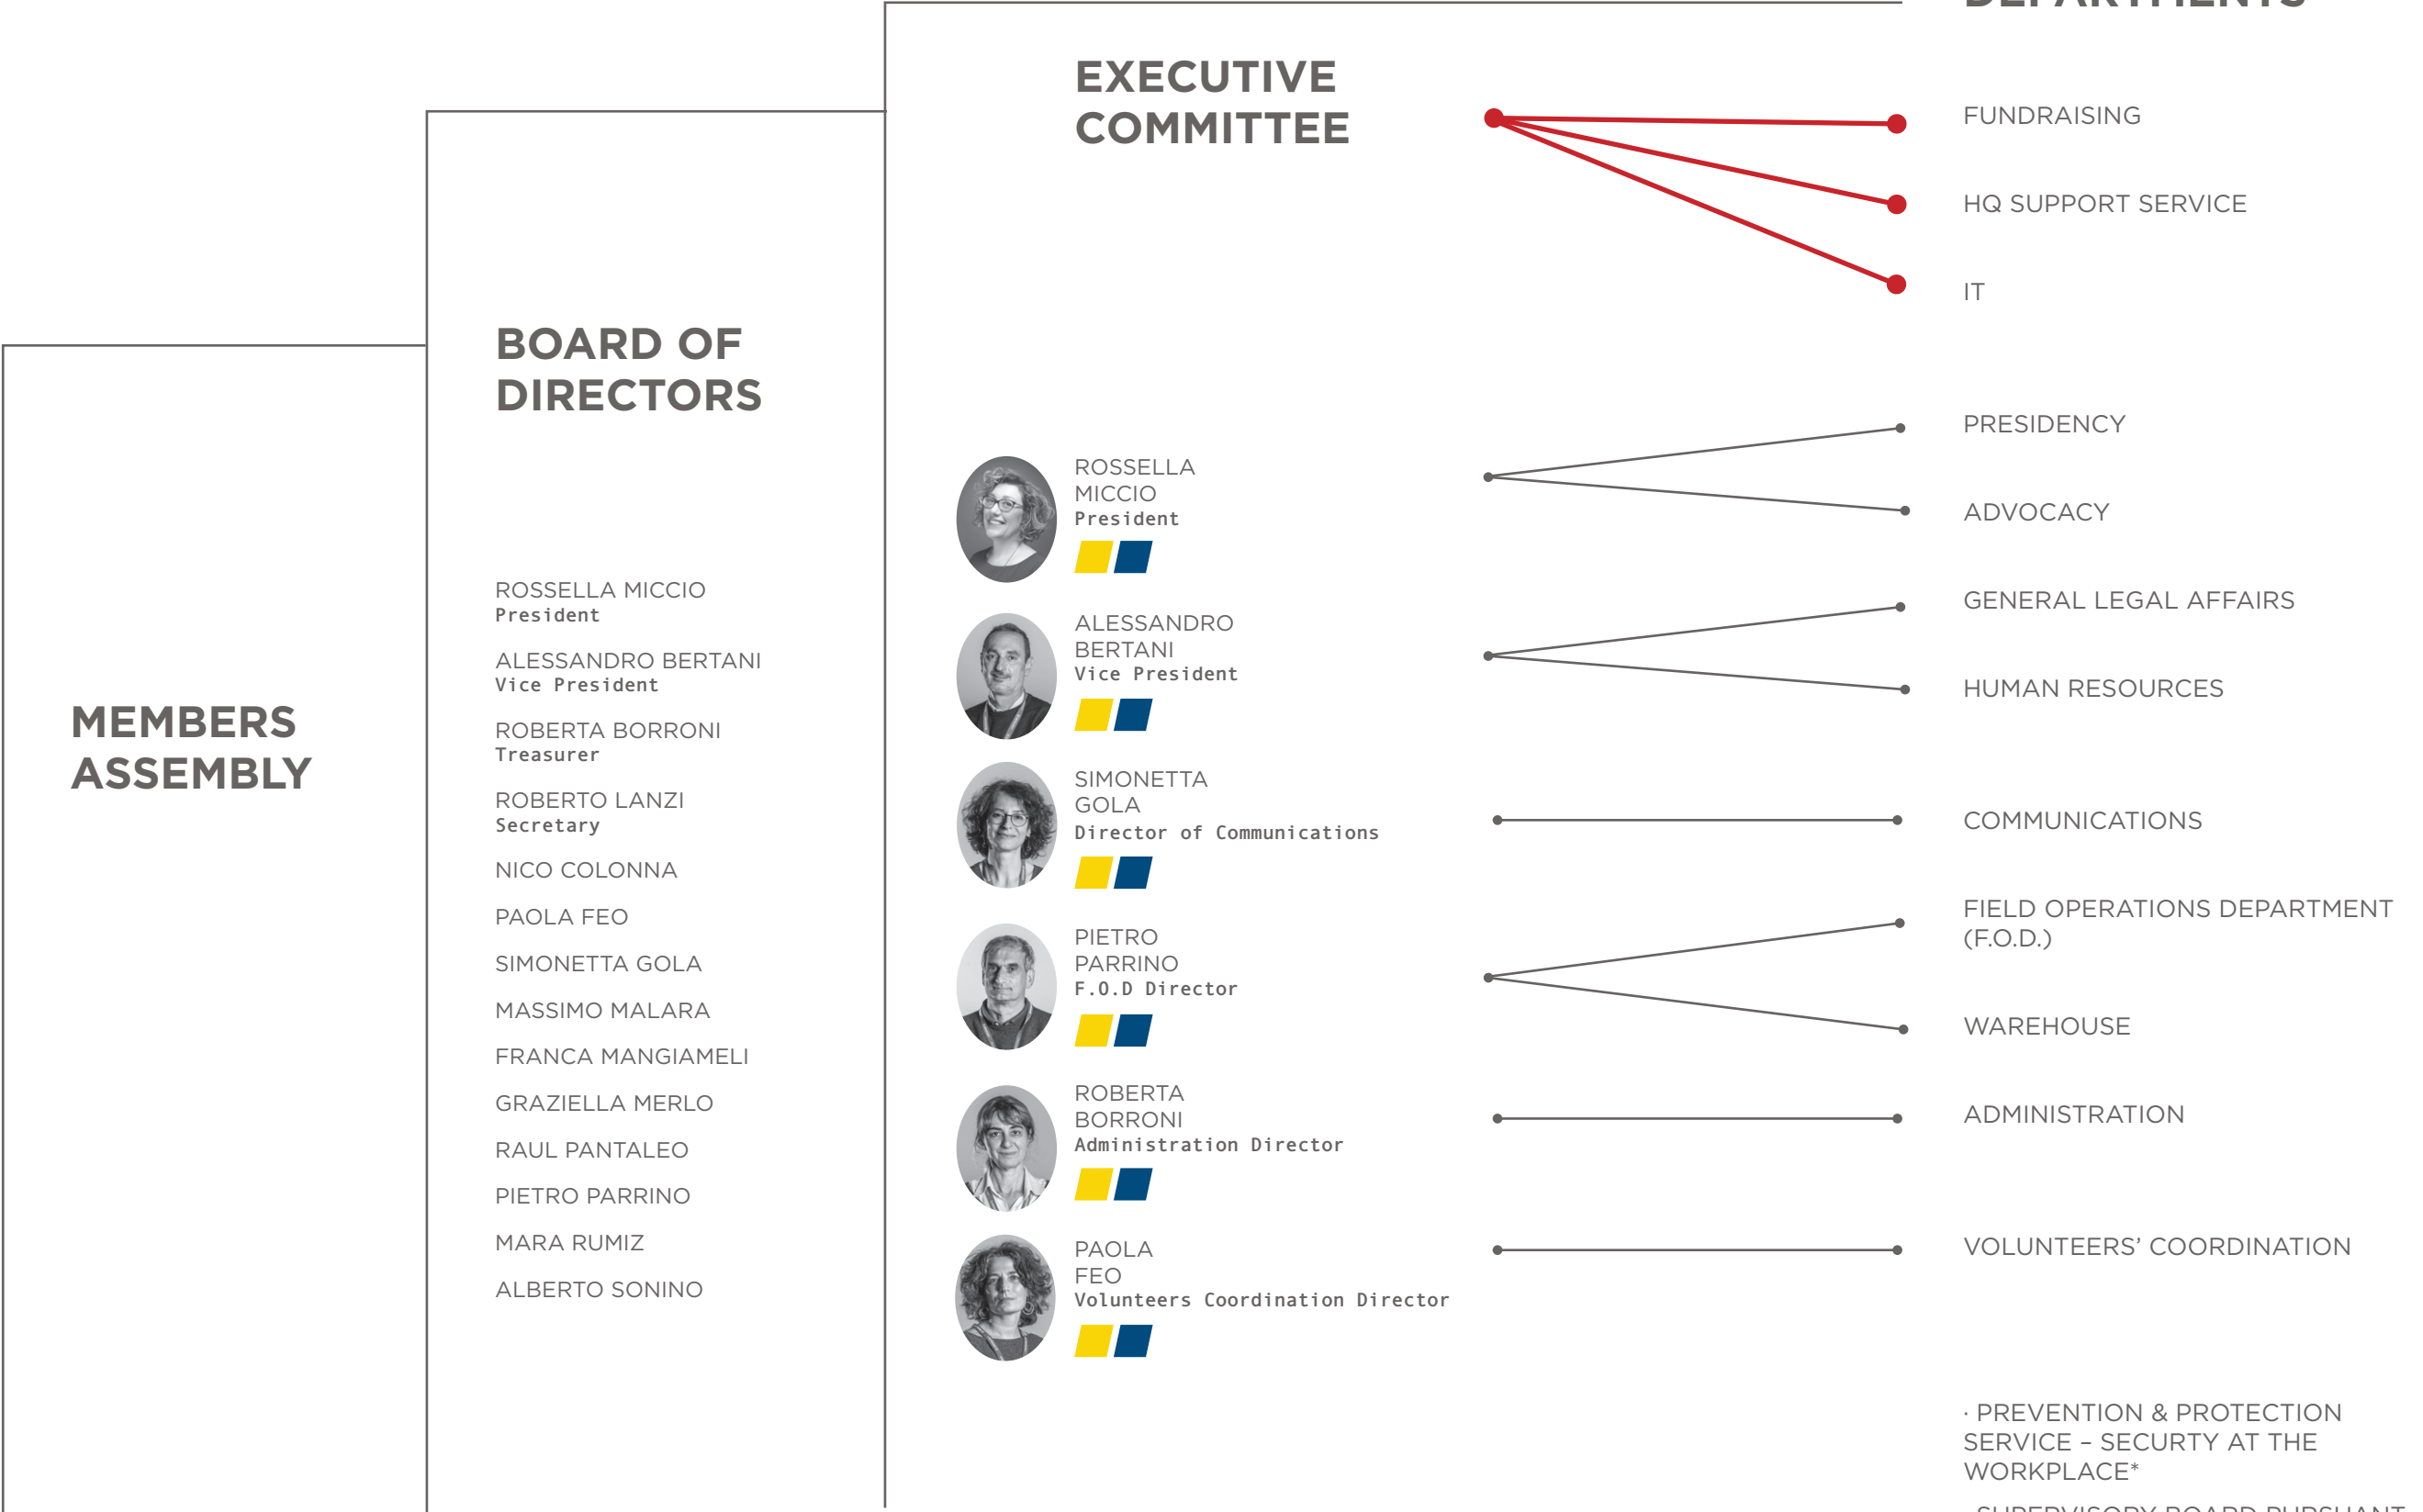 DEPARTMENTS
EXECUTIVE
COMMITTEE
FUNDRAISING
HQ SUPPORT SERVICE
IT
BOARD OF
DIRECTORS
ROSSELLA MICCIO
President
ALESSANDRO BERTANI
Vice President
ROBERTA BORRONI
Treasurer
ROBERTO LANZI
Secretary
NICO COLONNA
PAOLA FEO
SIMONETTA GOLA
MASSIMO MALARA
FRANCA MANGIAMELI
GRAZIELLA MERLO
RAUL PANTALEO
PIETRO PARRINO
MARA RUMIZ
ALBERTO SONINO
MEMBERS
ASSEMBLY
ROSSELLA
MICCIO
President
ALESSANDRO
BERTANI
Vice President
SIMONETTA
GOLA
Director of Communications
PIETRO
PARRINO
F.O.D Director
ROBERTA
BORRONI
Administration Director
PAOLA
FEO
Volunteers Coordination Director
PRESIDENCY
ADVOCACY
GENERAL LEGAL AFFAIRS
HUMAN RESOURCES
COMMUNICATIONS
FIELD OPERATIONS DEPARTMENT
(F.O.D.)
WAREHOUSE
ADMINISTRATION
VOLUNTEERS’ COORDINATION
· PREVENTION & PROTECTION
SERVICE – SECURTY AT THE
WORKPLACE*
· SUPERVISORY BOARD PURSUANT